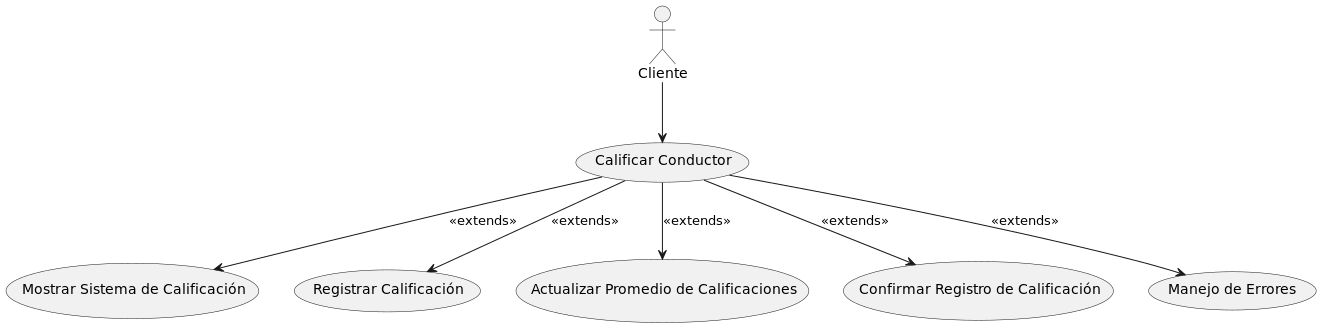 Cliente
Calificar Conductor
«extends»
«extends»
«extends»
«extends»
«extends»
Mostrar Sistema de Calificación
Registrar Calificación
Actualizar Promedio de Calificaciones
Confirmar Registro de Calificación
Manejo de Errores